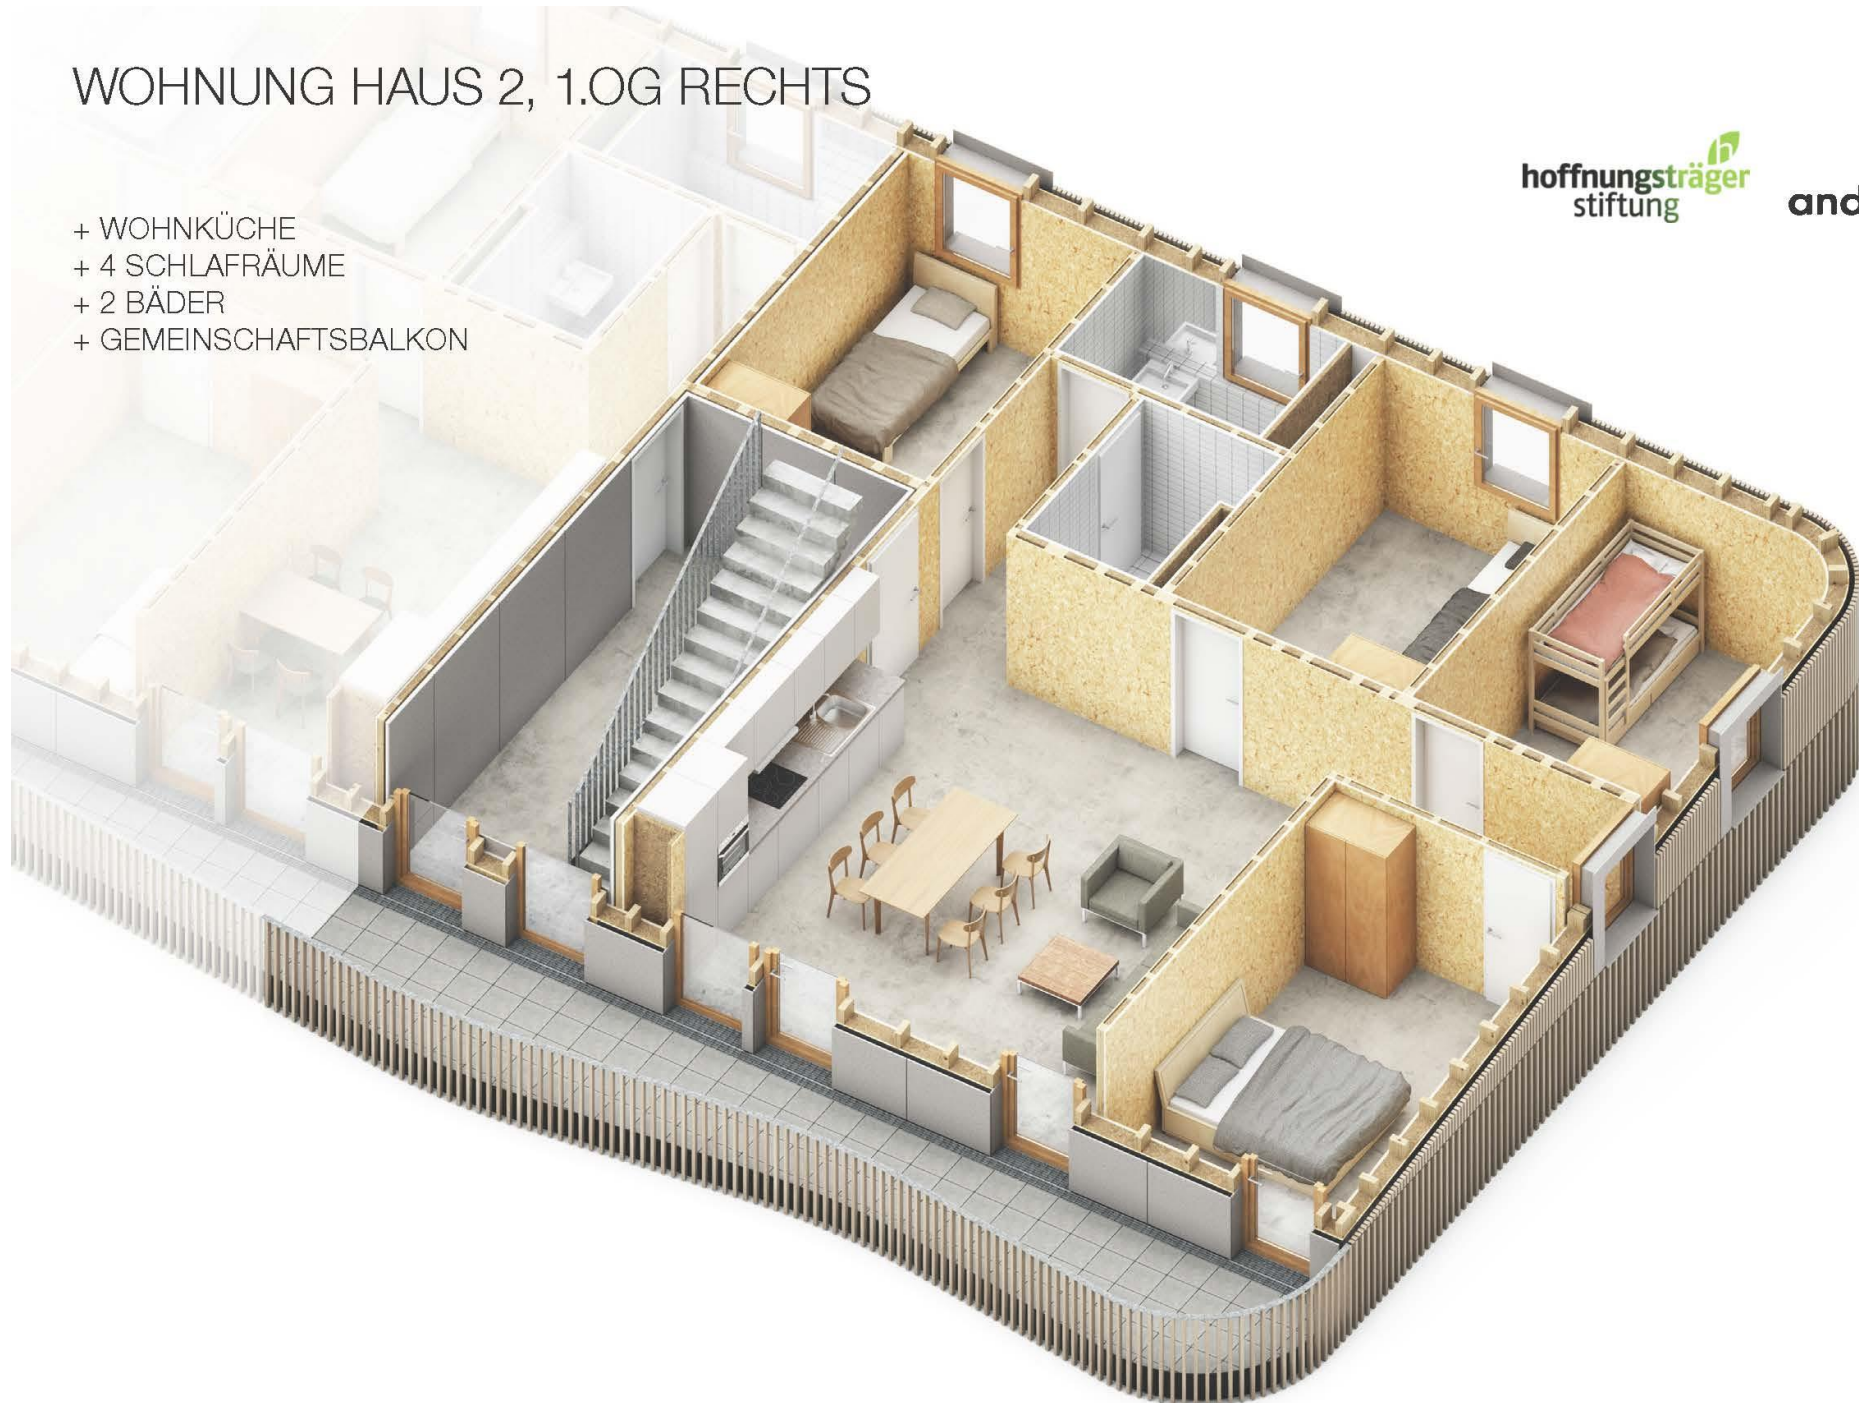 WOHNUNG HAUS 2, 1.OG RECHTS
+ WOHNKÜCHE
+ 4 SCHLAFRÄUME
+ 2 BÄDER
+ GEMEINSCHAFTSBALKON
hoffnungsträger
stiftung
and